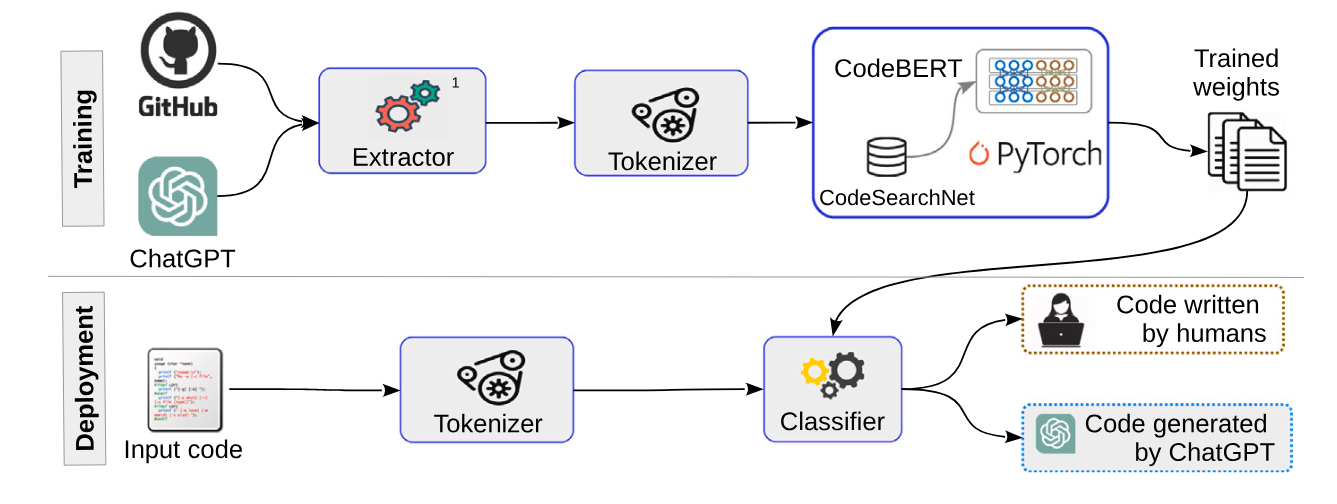 Training
GitHub
ChatGPT
1
Extractor
Tokenizer
CodeBERT
CodeSearchNet
PyTorch
Trained
weights
Deployment
Input code
Tokenizer
Classifier
Code written
by humans
Code generated
by ChatGPT